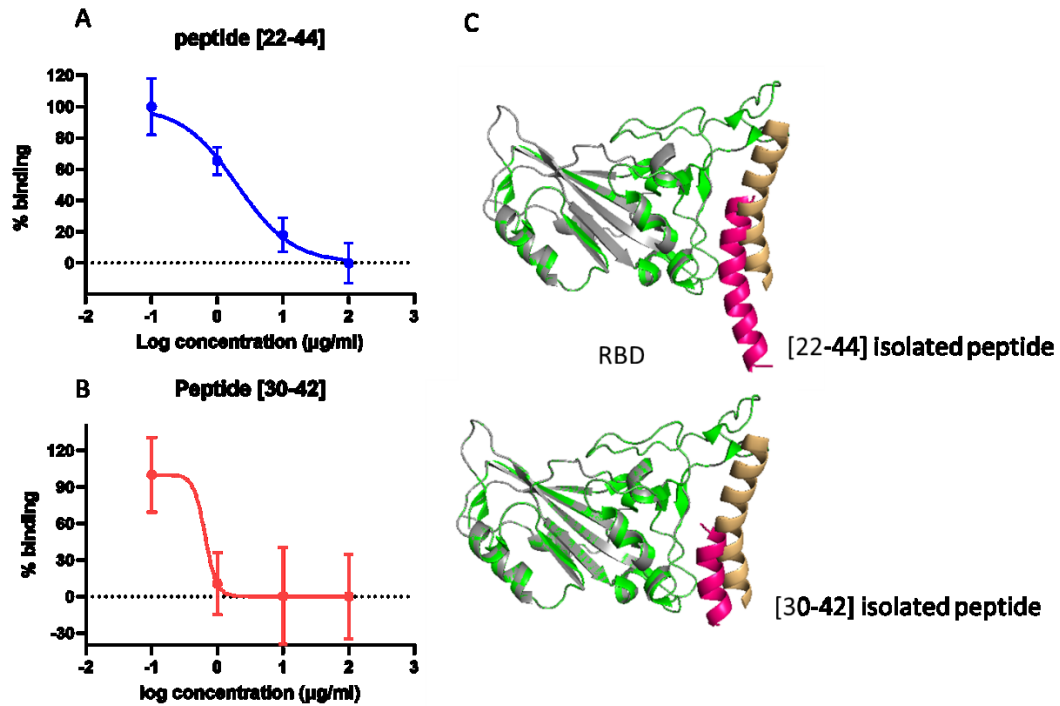 A
peptide [22-44]
120
100
80
60
40
20
0
% binding
-2
-1
0
1
2
3
Log concentration (µg/ml)
B
Peptide [30-42]
120
90
60
30
0
-30
% binding
-2
-1
0
1
2
3
log concentration (µg/ml)
C
RBD
[22-44] isolated peptide
[30-42] isolated peptide